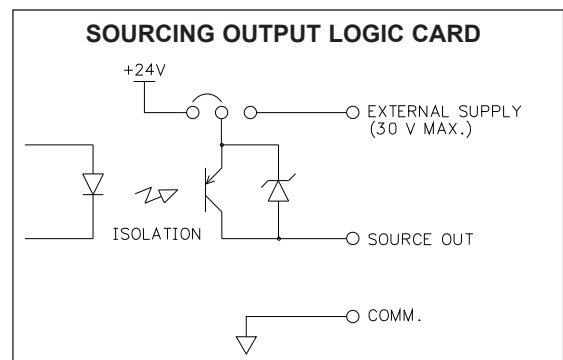 SOURCING OUTPUT LOGIC CARD
+24V
EXTERNAL SUPPLY
(30 V MAX.)
ISOLATION
SOURCE OUT
COMM.